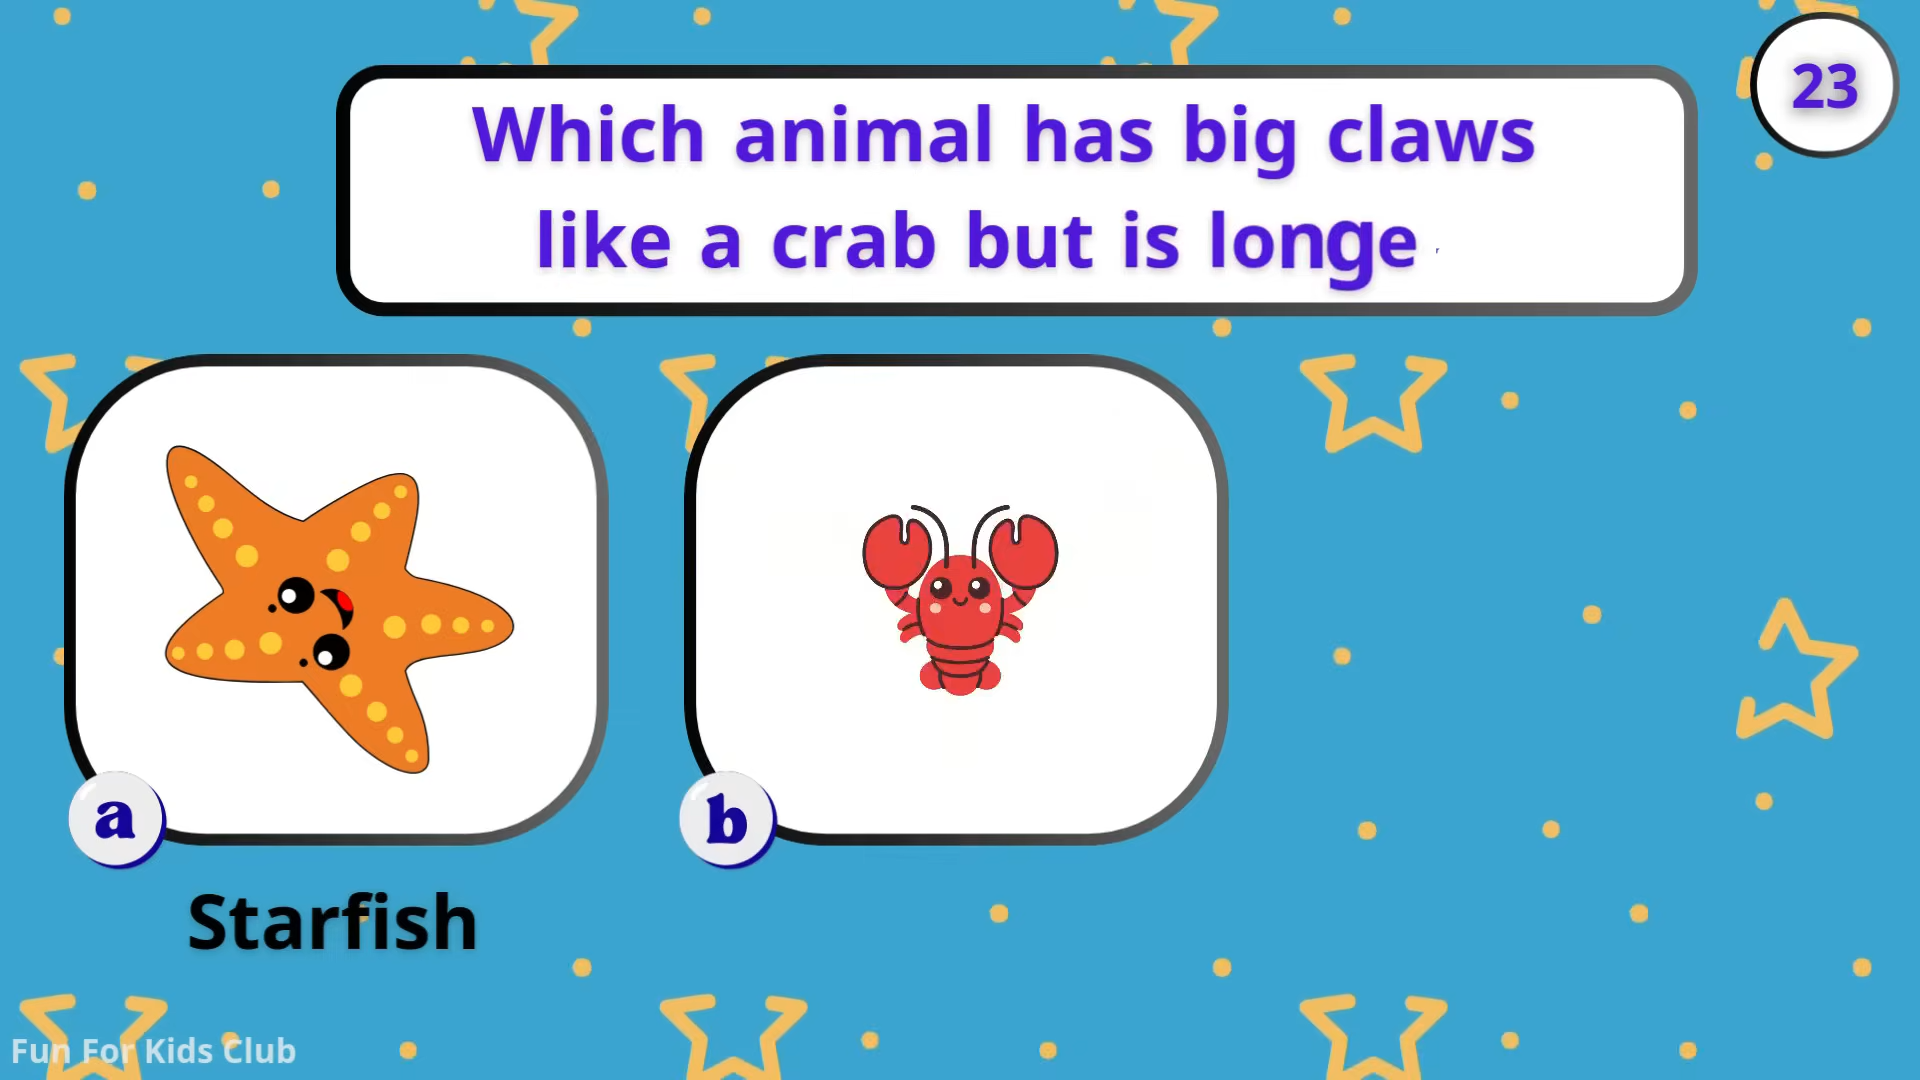 23
Which animal has big claws
like a crab but is longe
a
b
Starfish
Fun For Kids Club